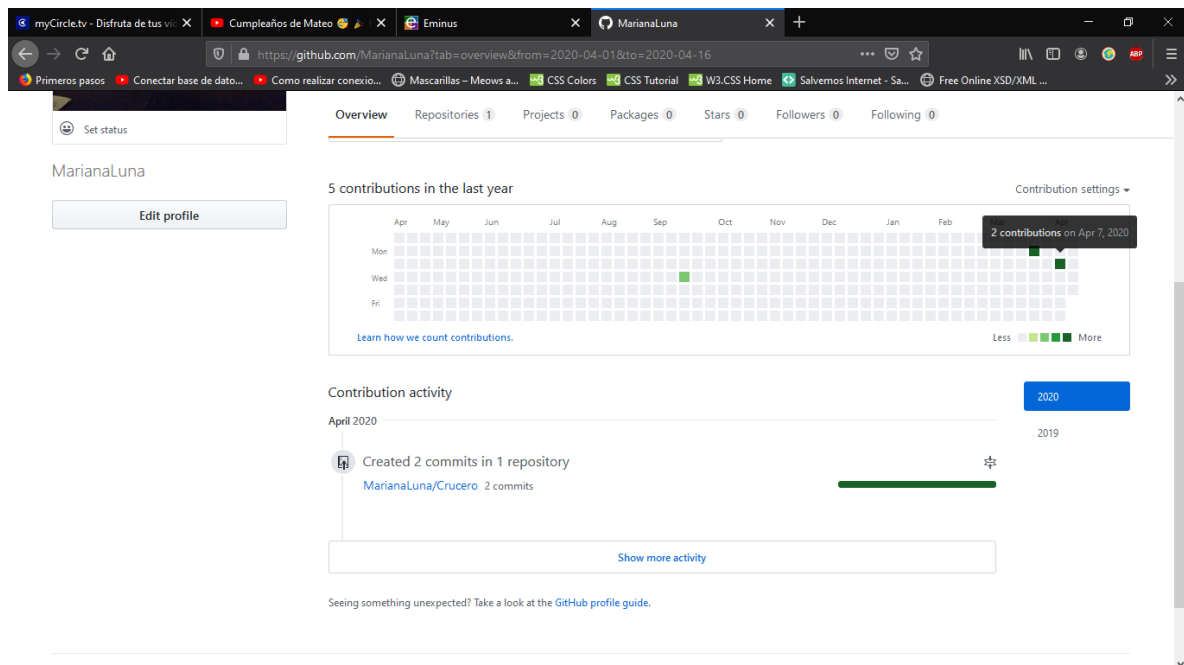 myCircle.tv - Disfruta de tus víc
Cumpleaños de Mateo
Eminus
MarianaLuna
https://github.com/MarianaLuna?tab=overview&from=2020-04-01&to=2020-04-16
ABP
Primeros pasos
Conectar base de dato...
Como realizar conexio...
Mascarillas – Meows a...
CSS Colors
CSS Tutorial
W3.CSS Home
Salvemos Internet - Sa...
Free Online XSD/XML ...
Set status
MarianaLuna
Edit profile
Overview
Repositories 1
Projects 0
Packages 0
Stars 0
Followers 0
Following 0
5 contributions in the last year
Contribution settings
Apr May Jun Jul Aug Sep Oct Nov Dec Jan Feb
2 contributions on Apr 7, 2020
Mon
Wed
Fri
Learn how we count contributions.
Less
More
Contribution activity
2020
2019
April 2020
Created 2 commits in 1 repository
MarianaLuna/Crucero 2 commits
Show more activity
Seeing something unexpected? Take a look at the GitHub profile guide.